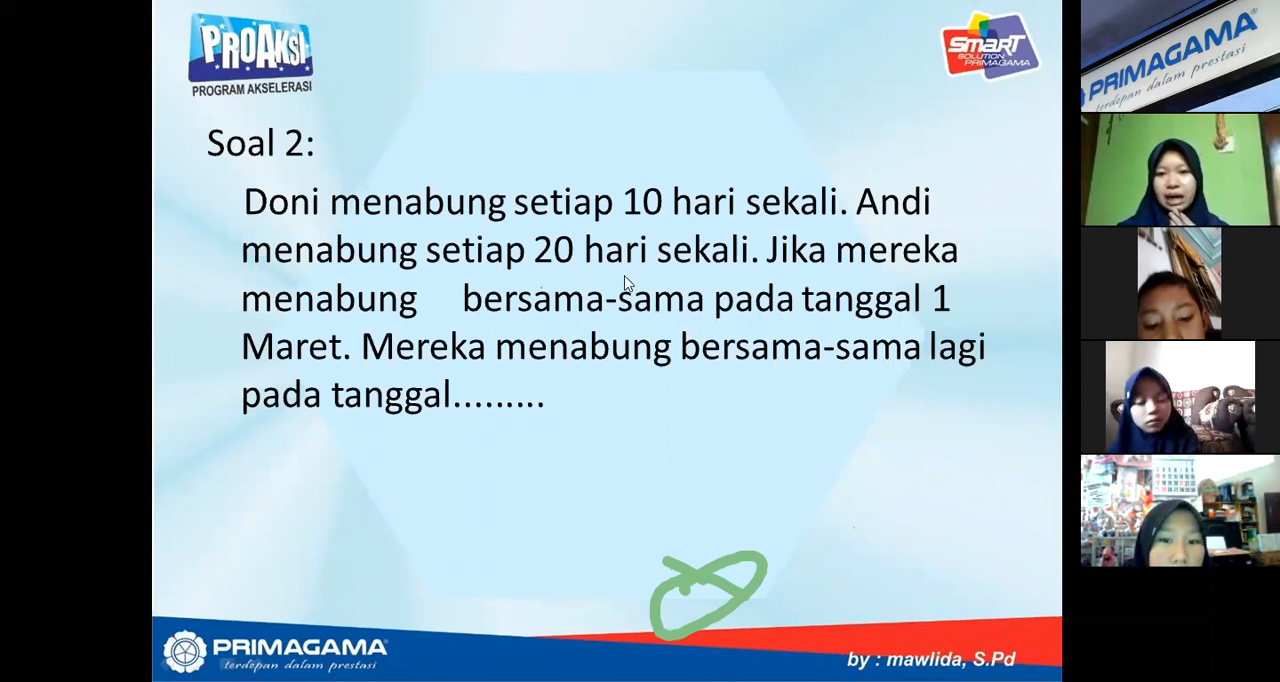 PROAKSI
PROGRAM AKSELERASI
SMART
SOLUTION
PRIMAGAMA
Soal 2:
Doni menabung setiap 10 hari sekali. Andi
menabung setiap 20 hari sekali. Jika mereka
menabung bersama-sama pada tanggal 1
Maret. Mereka menabung bersama-sama lagi
pada tanggal.........
PRIMAGAMA
terdepan dalam prestasi
by : mawlida, S.Pd
PRIMAGAMA
terdepan dalam prestasi